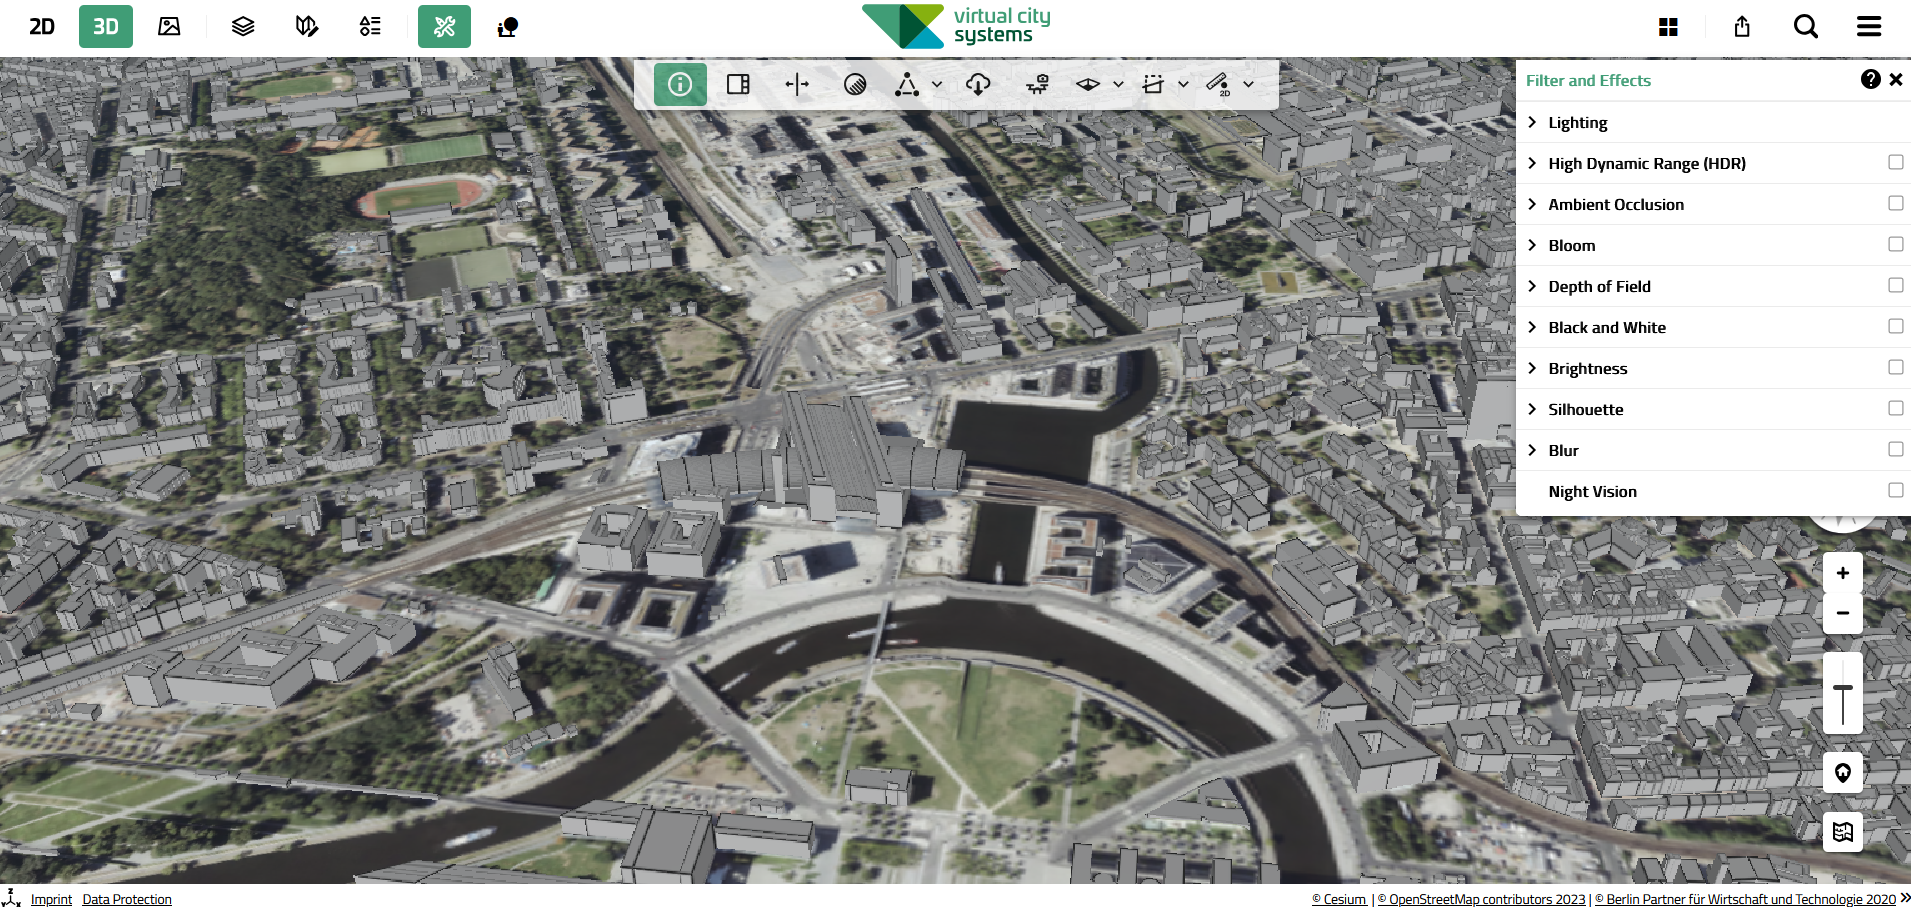 2D
3D
virtual city
systems
2D
Filter and Effects
Lighting
High Dynamic Range (HDR)
Ambient Occlusion
Bloom
Depth of Field
Black and White
Brightness
Silhouette
Blur
Night Vision
Z
Y X
Imprint Data Protection
© Cesium | © OpenStreetMap contributors 2023 | © Berlin Partner für Wirtschaft und Technologie 2020 »